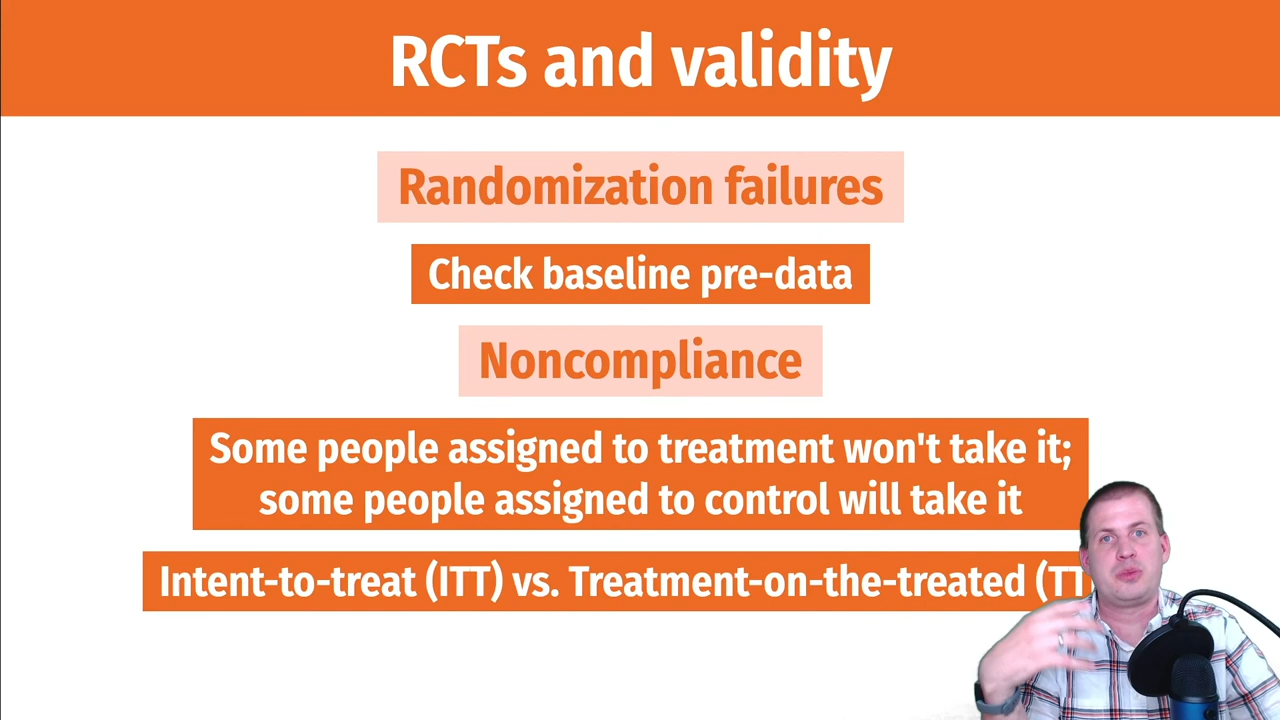 RCTs and validity
Randomization failures
Check baseline pre-data
Noncompliance
Some people assigned to treatment won't take it;
some people assigned to control will take it
Intent-to-treat (ITT) vs. Treatment-on-the-treated (TT